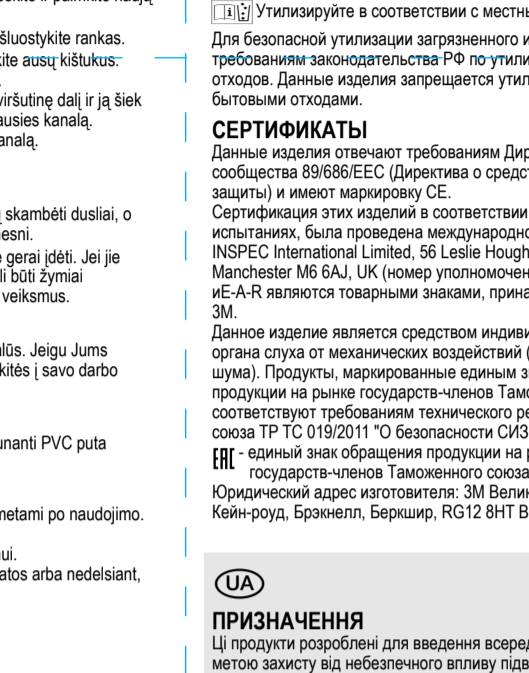 šluostykite rankas.
kite ausų kištukus.
viršutinę dalį ir ją šiek
ausies kanalą.
analą.
skambėti dusliai, o
esni.
gerai įdėti. Jei jie
li būti žymiai
veiksmus.
lūs. Jeigu Jums
kitės į savo darbo
unanti PVC puta
metami po naudojimo.
ui.
atos arba nedelsiant,
Утилизируйте в соответствии с местны
Для безопасной утилизации загрязненного и
требованиям законодательства РФ по утили
отходов. Данные изделия запрещается утил
бытовыми отходами.
СЕРТИФИКАТЫ
Данные изделия отвечают требованиям Дир
сообщества 89/686/EEC (Директива о средст
защиты) и имеют маркировку CE.
Сертификация этих изделий в соответствии
испытаниях, была проведена международно
INSPEC International Limited, 56 Leslie Hough
Manchester M6 6AJ, UK (номер уполномочен
иE-A-R являются товарными знаками, прина
3M.
Данное изделие является средством индиви
органа слуха от механических воздействий (
шума). Продукты, маркированные единым з
продукции на рынке государств-членов Тамо
соответствуют требованиям технического ре
союза ТР ТС 019/2011 "О безопасности СИЗ
EAC - единый знак обращения продукции на р
государств-членов Таможенного союза
Юридический адрес изготовителя: 3М Велик
Кейн-роуд, Брэкнелл, Беркшир, RG12 8HT В
UA
ПРИЗНАЧЕННЯ
Ці продукти розроблені для введення всеред
метою захисту від небезпечного впливу підв